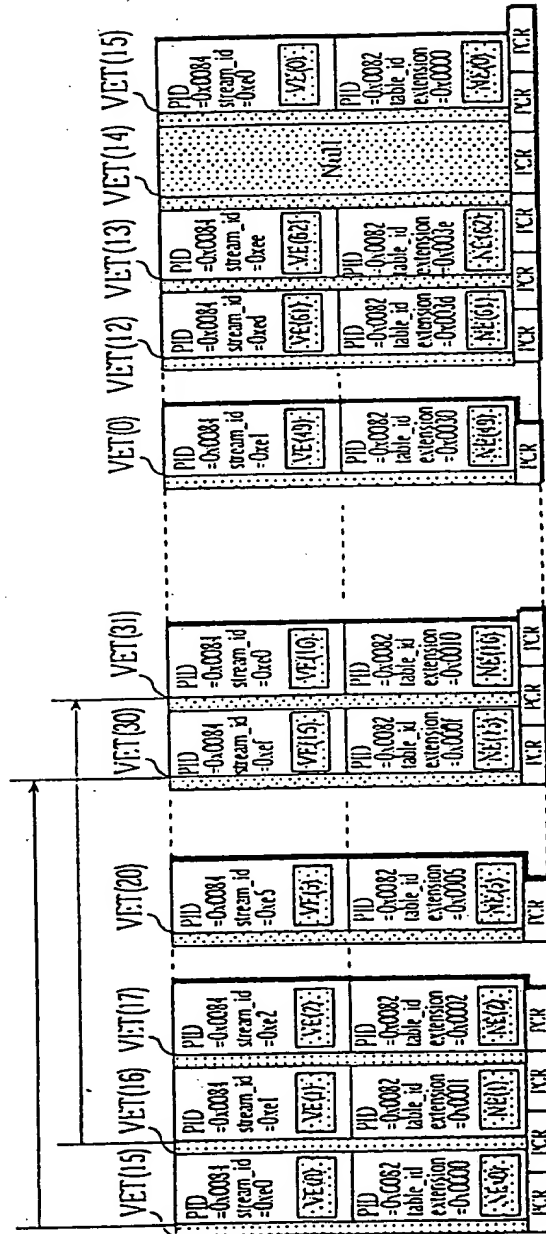 VET(15)
PID
=0x0084
stream_id
=0xe0
VE(0)
PID
=0x0082
table_id
extension
=0x0000
NE(0)
PCR
VET(16)
PID
=0x0084
stream_id
=0xe1
VE(1)
PID
=0x0082
table_id
extension
=0x0001
NE(1)
PCR
VET(17)
PID
=0x0084
stream_id
=0xe2
VE(2)
PID
=0x0082
table_id
extension
=0x0002
NE(2)
PCR
VET(20)
PID
=0x0084
stream_id
=0xe5
VE(5)
PID
=0x0082
table_id
extension
=0x0005
NE(5)
PCR
VET(30)
PID
=0x0084
stream_id
=0xef
VE(15)
PID
=0x0082
table_id
extension
=0x000f
NE(15)
PCR
VET(31)
PID
=0x0084
stream_id
=0xe0
VE(16)
PID
=0x0082
table_id
extension
=0x0010
NE(16)
PCR
PCR
VET(0)
PID
=0x0084
stream_id
=0xe1
VE(49)
PID
=0x0082
table_id
extension
=0x0030
NE(49)
PCR
VET(12)
PID
=0x0084
stream_id
=0xed
VE(61)
PID
=0x0082
table_id
extension
=0x003d
NE(61)
PCR
VET(13)
PID
=0x0084
stream_id
=0xee
VE(62)
PID
=0x0082
table_id
extension
=0x003e
NE(62)
PCR
VET(14)
Null
PCR
VET(15)
PID
=0x0084
stream_id
=0xe0
VE(0)
PID
=0x0082
table_id
extension
=0x0000
NE(0)
PCR
PCR